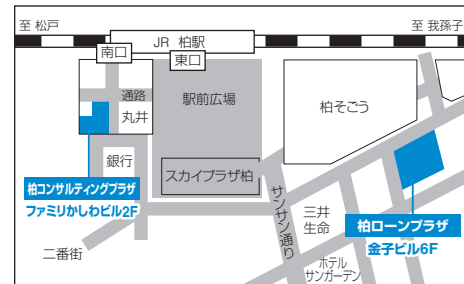 至 松戸
至 我孫子
JR 柏駅
南口
東口
通路
丸井
駅前広場
柏そごう
銀行
スカイプラザ柏
柏コンサルティングプラザ
ファミリかしわビル2F
サンサン通り
三井
生命
柏ローンプラザ
金子ビル6F
二番街
ホテル
サンガーデン